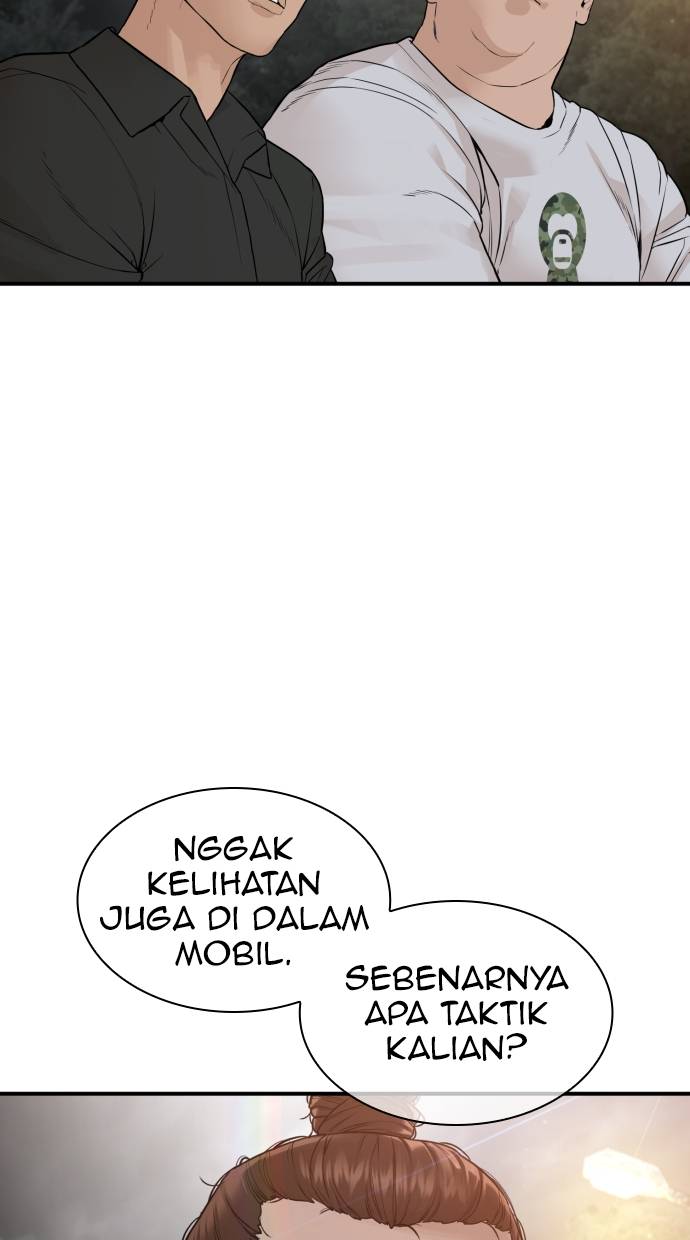 NGGAK
KELIHATAN
JUGA DI DALAM
MOBIL.
SEBENARNYA
APA TAKTIK
KALIAN?